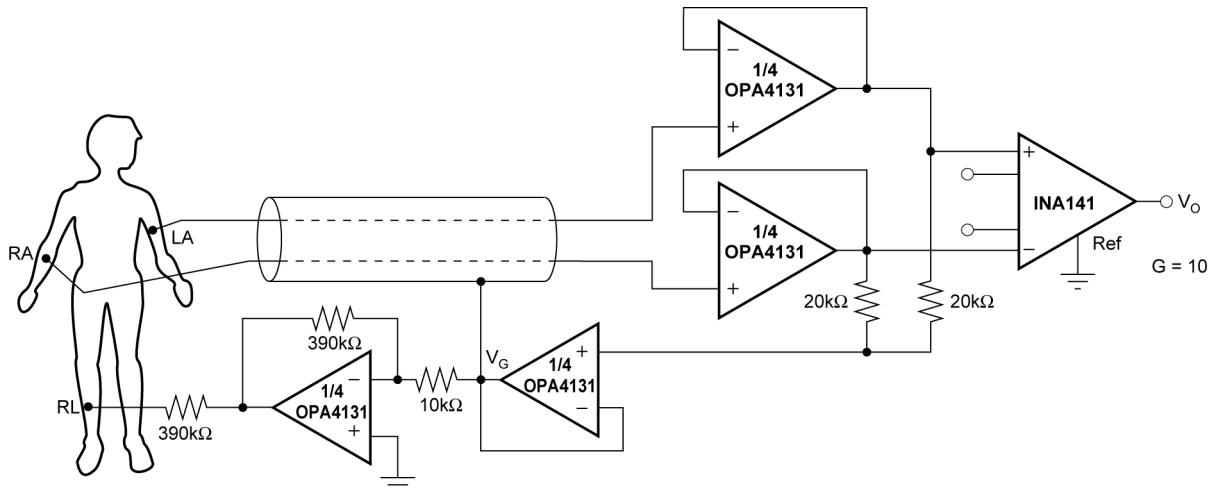 −
1/4
OPA4131
+
−
1/4
OPA4131
+
+
INA141
−
V_O
Ref
G = 10
20kΩ
20kΩ
LA
RA
390kΩ
V_G
+
1/4
OPA4131
−
10kΩ
−
1/4
OPA4131
+
RL
390kΩ